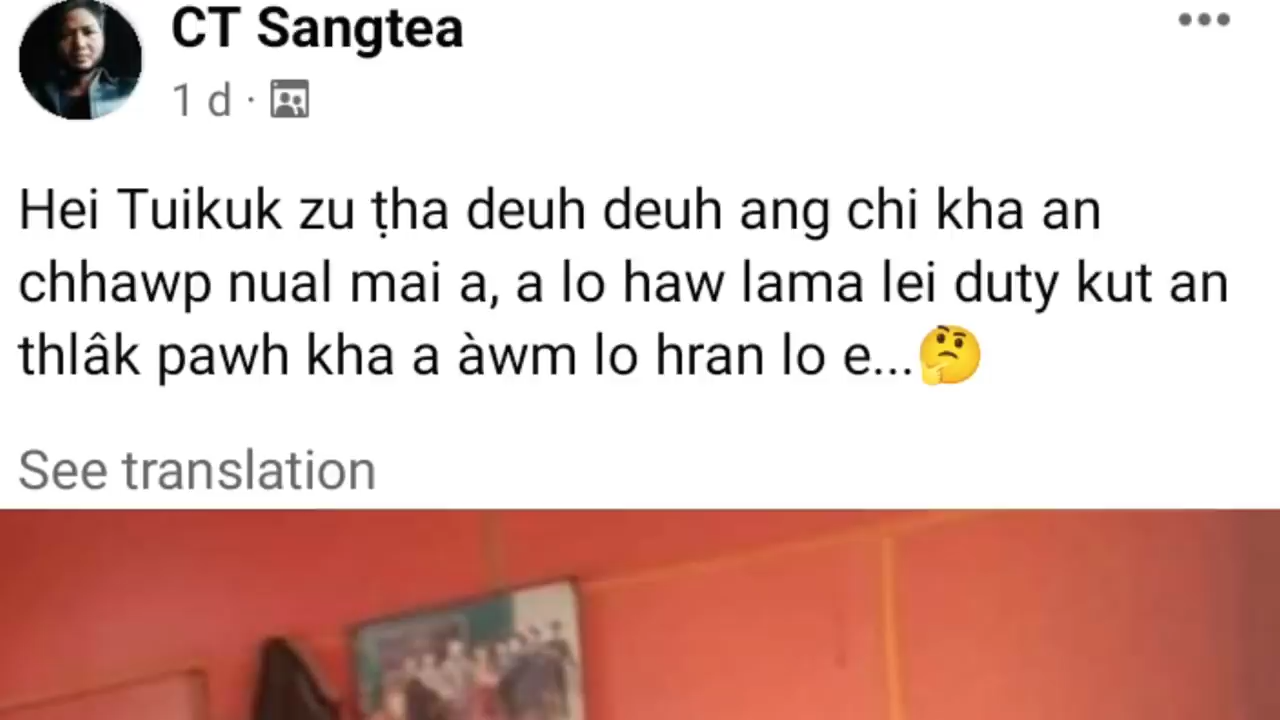 CT Sangtea
1 d ·
Hei Tuikuk zu ṭha deuh deuh ang chi kha an
chhawp nual mai a, a lo haw lama lei duty kut an
thlâk pawh kha a àwm lo hran lo e...🤔
See translation